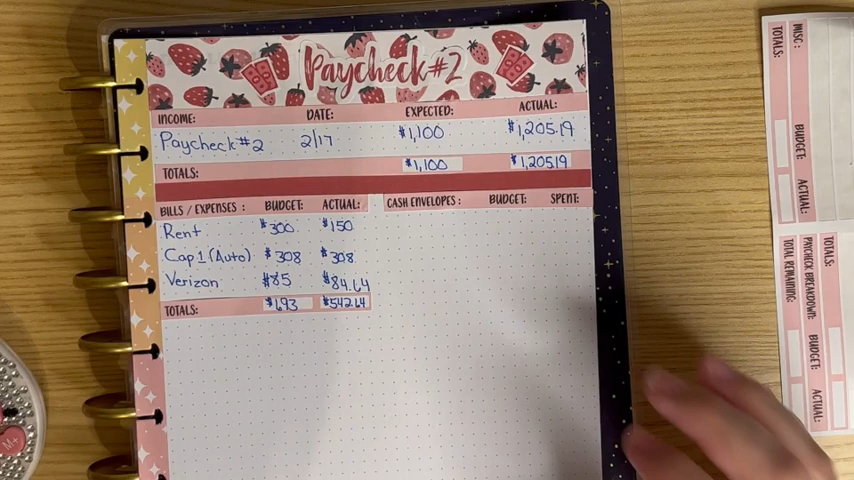 Paycheck #2
INCOME: DATE: EXPECTED: ACTUAL:
Paycheck #2 2/17 $1,100 $1,205.19
TOTALS: $1,100 $1,205.19
BILLS / EXPENSES : BUDGET: ACTUAL:
Rent $300 $150
Cap 1 (Auto) $308 $308
Verizon $85 $84.64
TOTALS: $693 $542.64
CASH ENVELOPES : BUDGET: SPENT:
MISC : BUDGET: ACTUAL:
TOTALS:
TOTALS:
PAYCHECK BREAKDOWN: BUDGET: ACTUAL:
TOTAL REMAINING:
M+